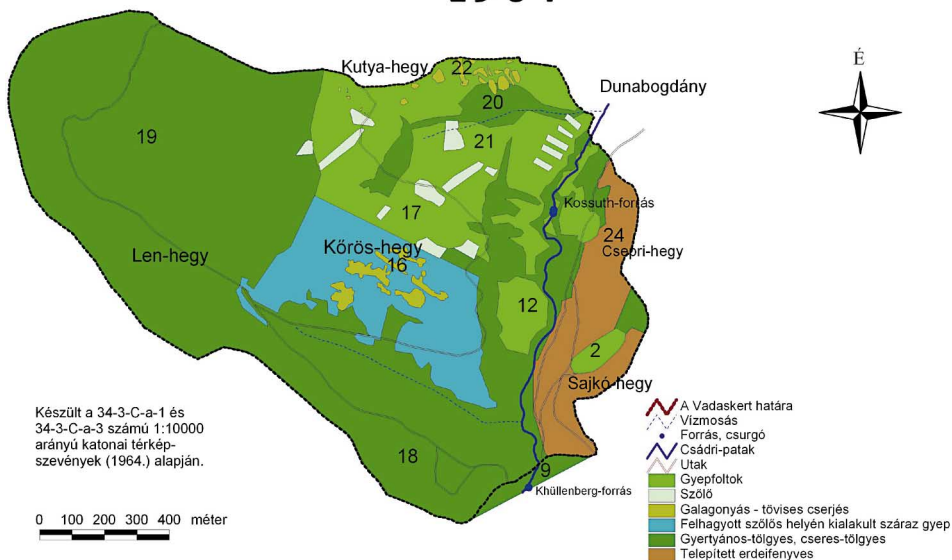 1964
Kutya-hegy
22
Dunabogdány
É
20
19
21
Kossuth-forrás
17
24
Csepri-hegy
Len-hegy
Kőrös-hegy
16
12
2
Sajkó-hegy
Készült a 34-3-C-a-1 és
34-3-C-a-3 számú 1:10000
arányú katonai térkép-
szevények (1964.) alapján.
18
9
Khüllenberg-forrás
0 100 200 300 400 méter
A Vadaskert határa
Vízmosás
Forrás, csurgó
Csádri-patak
Utak
Gyepfoltok
Szőlő
Galagonyás - tövises cserjés
Felhagyott szőlős helyén kialakult száraz gyep
Gyertyános-tölgyes, cseres-tölgyes
Telepített erdeifenyves